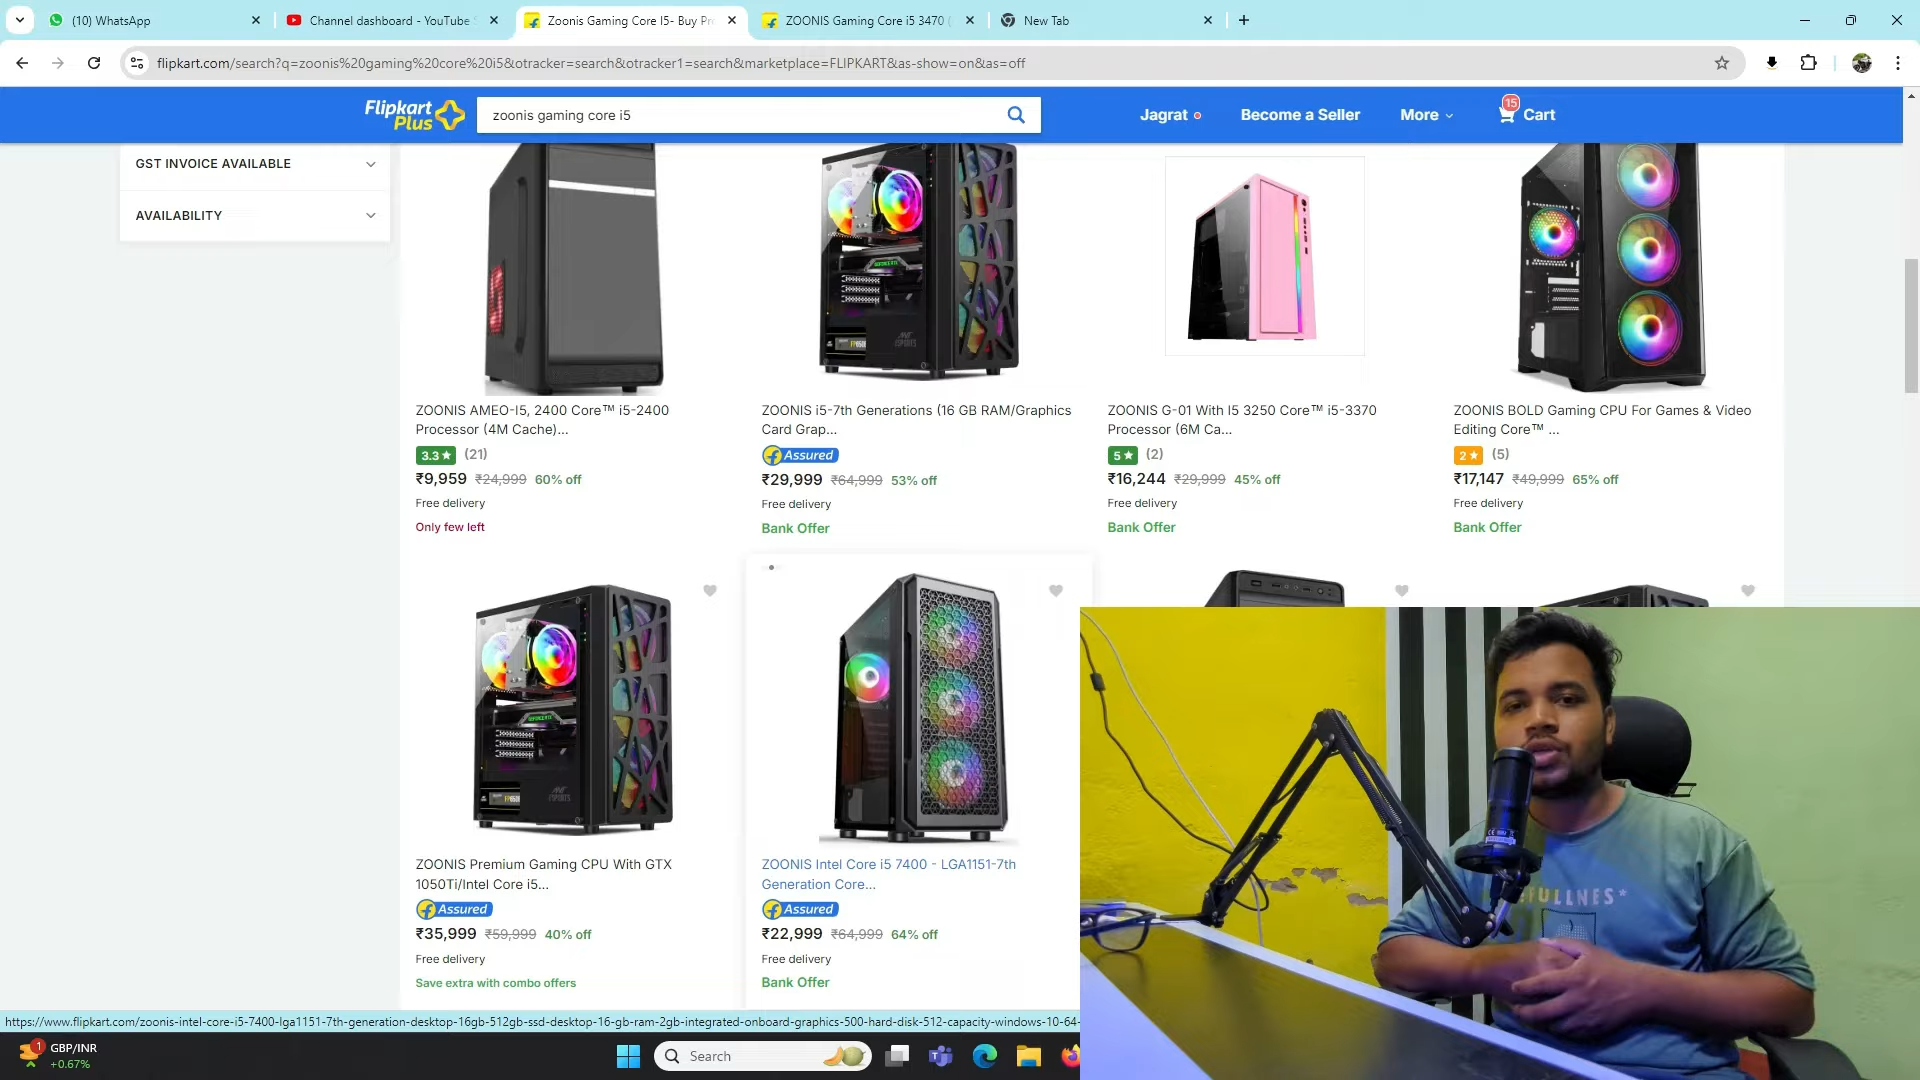 (10) WhatsApp
Channel dashboard - YouTube S
Zoonis Gaming Core I5- Buy Pr
ZOONIS Gaming Core i5 3470 (
New Tab
flipkart.com/search?q=zoonis%20gaming%20core%20i5&otracker=search&otracker1=search&marketplace=FLIPKART&as-show=on&as=off
Flipkart
Plus
zoonis gaming core i5
Jagrat
Become a Seller
More
15
Cart
GST INVOICE AVAILABLE
AVAILABILITY
ZOONIS AMEO-I5, 2400 Core™ i5-2400
Processor (4M Cache)...
3.3★ (21)
₹9,959 ₹24,999 60% off
Free delivery
Only few left
ZOONIS i5-7th Generations (16 GB RAM/Graphics
Card Grap...
Assured
₹29,999 ₹64,999 53% off
Free delivery
Bank Offer
ZOONIS G-01 With I5 3250 Core™ i5-3370
Processor (6M Ca...
5★ (2)
₹16,244 ₹29,999 45% off
Free delivery
Bank Offer
ZOONIS BOLD Gaming CPU For Games & Video
Editing Core™ ...
2★ (5)
₹17,147 ₹49,999 65% off
Free delivery
Bank Offer
ZOONIS Premium Gaming CPU With GTX
1050Ti/Intel Core i5...
Assured
₹35,999 ₹59,999 40% off
Free delivery
Save extra with combo offers
ZOONIS Intel Core i5 7400 - LGA1151-7th
Generation Core...
Assured
₹22,999 ₹64,999 64% off
Free delivery
Bank Offer
EFULLNES*
https://www.flipkart.com/zoonis-intel-core-i5-7400-lga1151-7th-generation-desktop-16gb-512gb-ssd-desktop-16-gb-ram-2gb-integrated-onboard-graphics-500-hard-disk-512-capacity-windows-10-64-
1
GBP/INR
+0.67%
Search